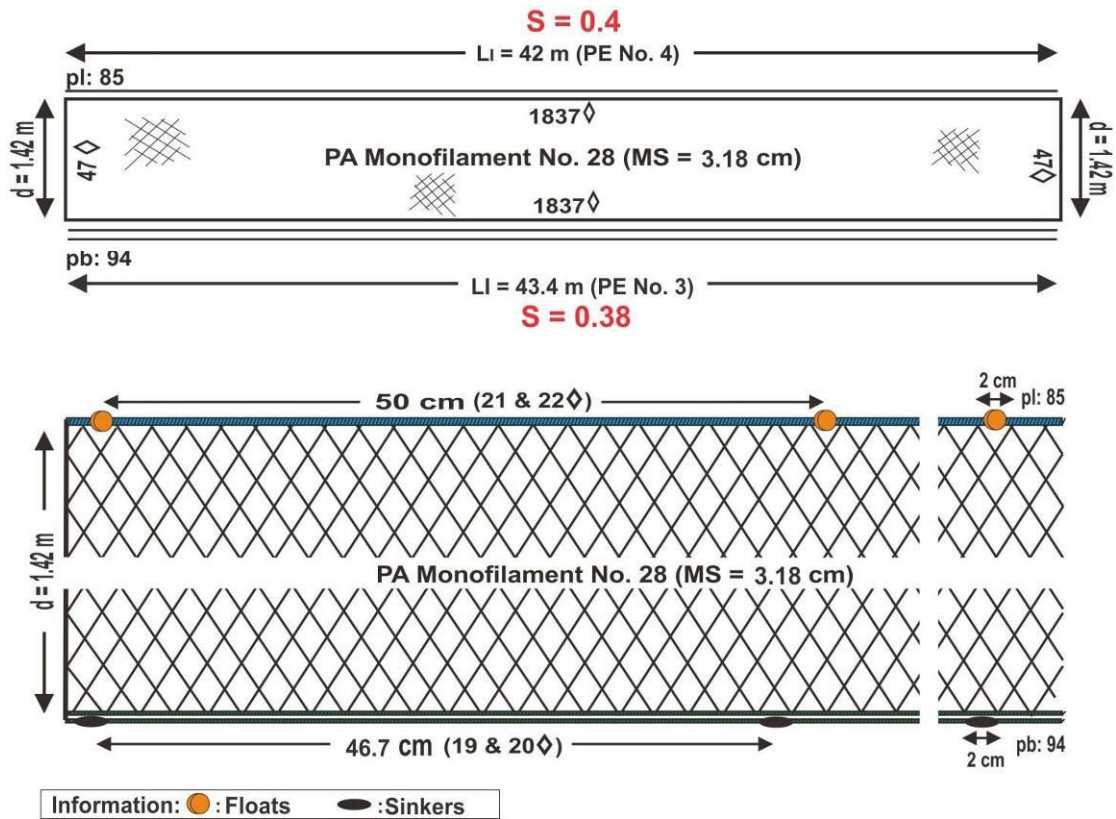 S = 0.4
Lı = 42 m (PE No. 4)
pl: 85
d = 1.42 m
47◊
1837◊
PA Monofilament No. 28 (MS = 3.18 cm)
1837◊
47◊
d = 1.42 m
pb: 94
LI = 43.4 m (PE No. 3)
S = 0.38
50 cm (21 & 22◊)
2 cm
pl: 85
d = 1.42 m
PA Monofilament No. 28 (MS = 3.18 cm)
46.7 cm (19 & 20◊)
pb: 94
2 cm
Information: : Floats : Sinkers